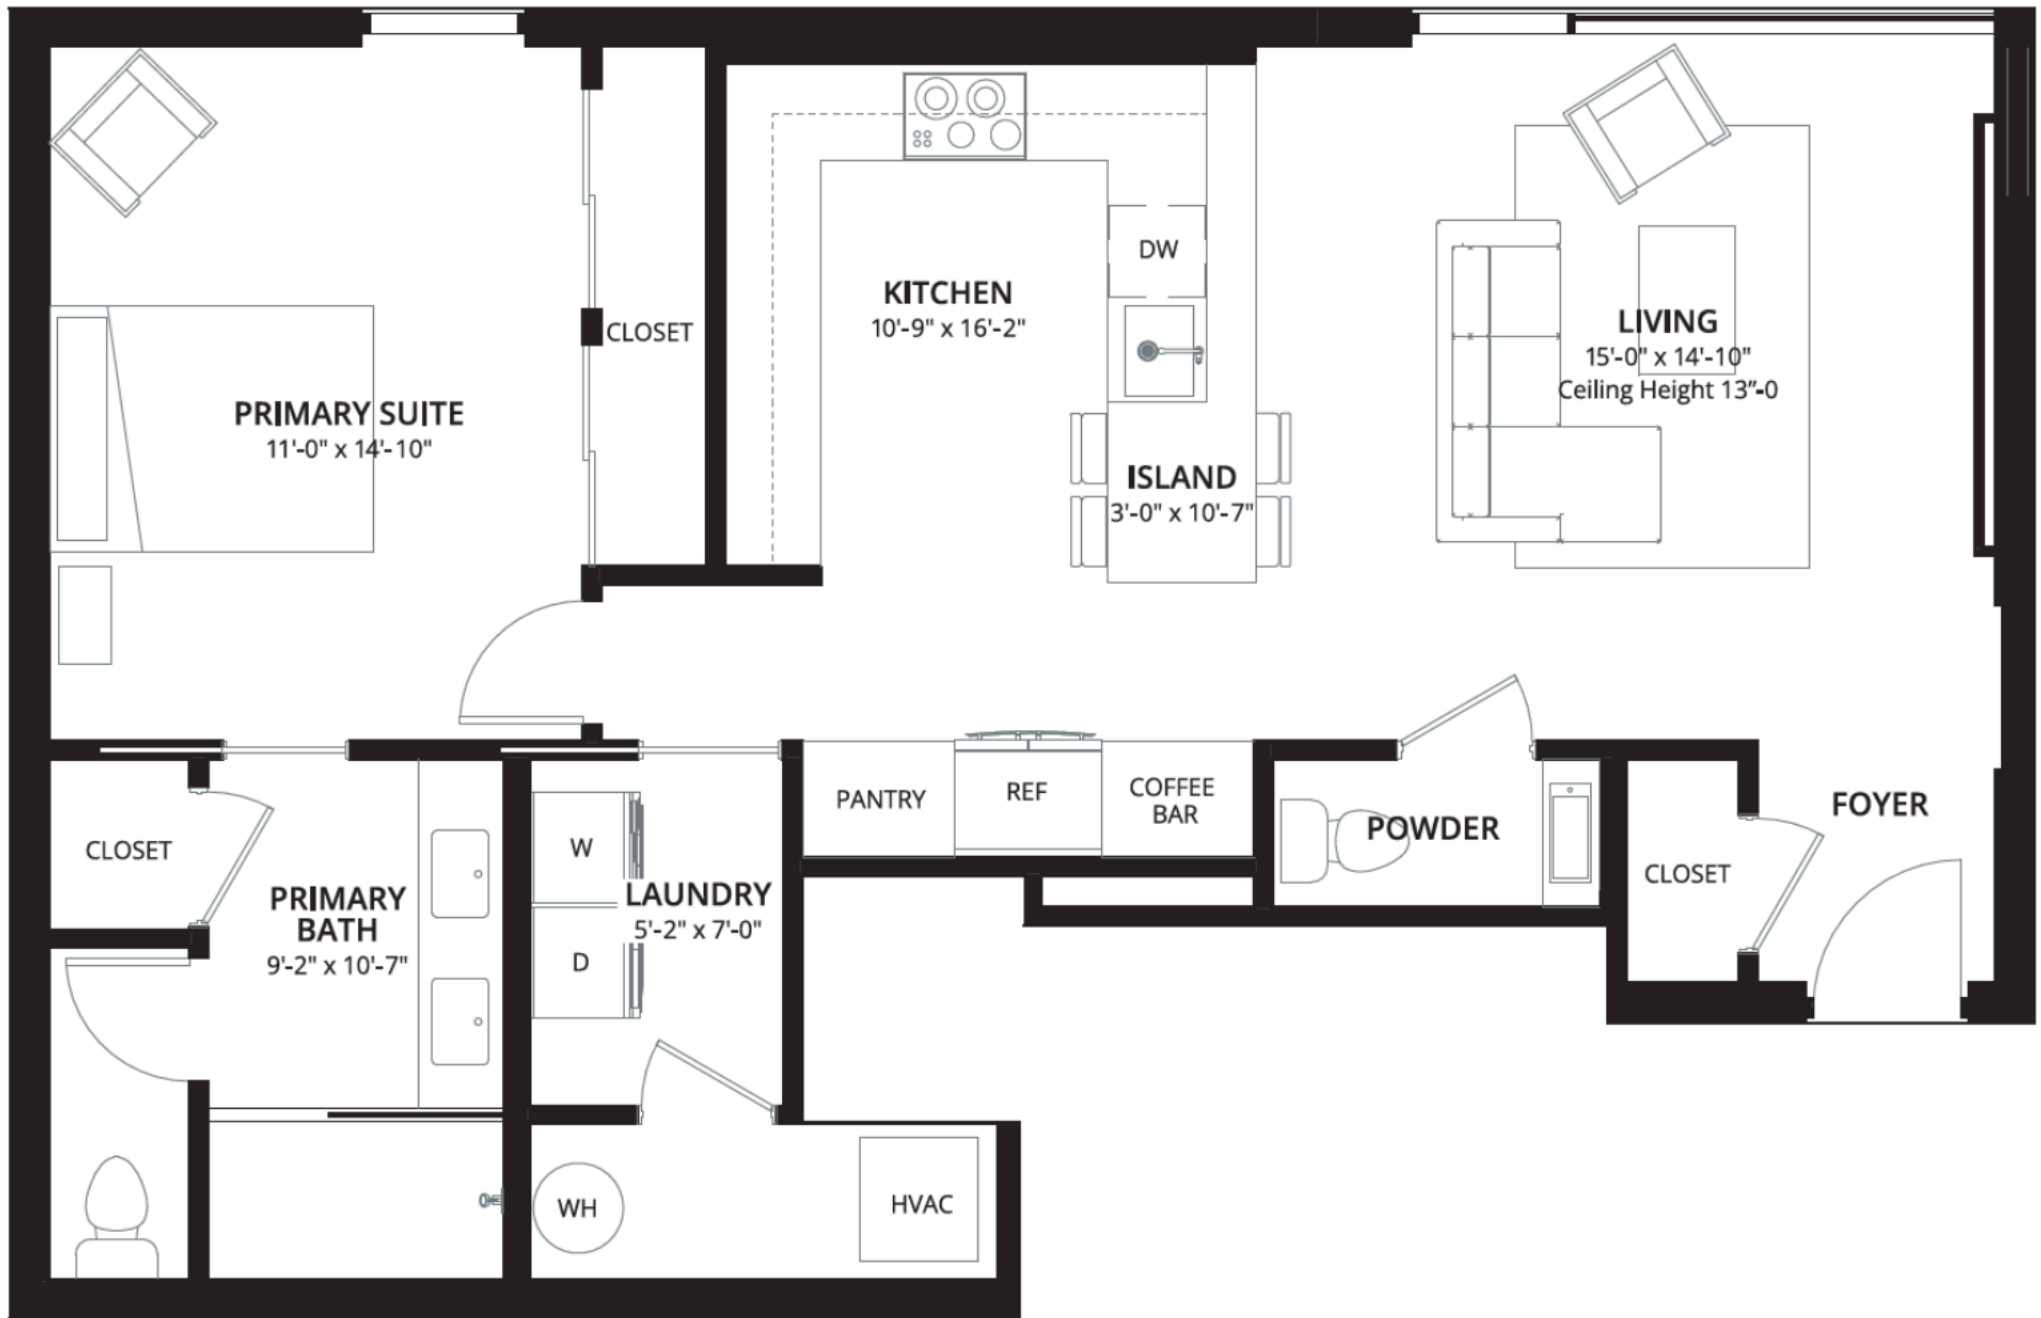 PRIMARY SUITE
11'-0" x 14'-10"
CLOSET
KITCHEN
10'-9" x 16'-2"
DW
ISLAND
3'-0" x 10'-7"
LIVING
15'-0" x 14'-10"
Ceiling Height 13"-0
CLOSET
PRIMARY
BATH
9'-2" x 10'-7"
W
D
LAUNDRY
5'-2" x 7'-0"
PANTRY
REF
COFFEE
BAR
POWDER
CLOSET
FOYER
WH
HVAC